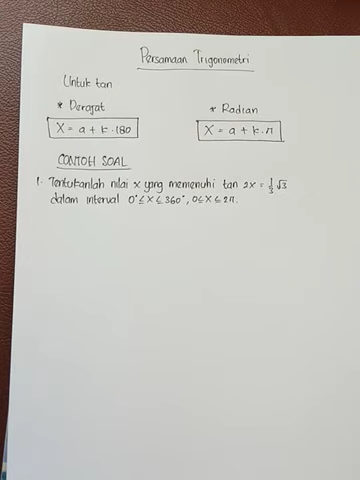 Persamaan Trigonometri
Untuk tan
* Derajat
* Radian
X = a + k · 180
X = a + k · π
CONTOH SOAL
1. Tentukanlah nilai x yang memenuhi tan 2x = 1/3 √3
dalam interval 0° ≤ x ≤ 360°, 0 ≤ x ≤ 2π.